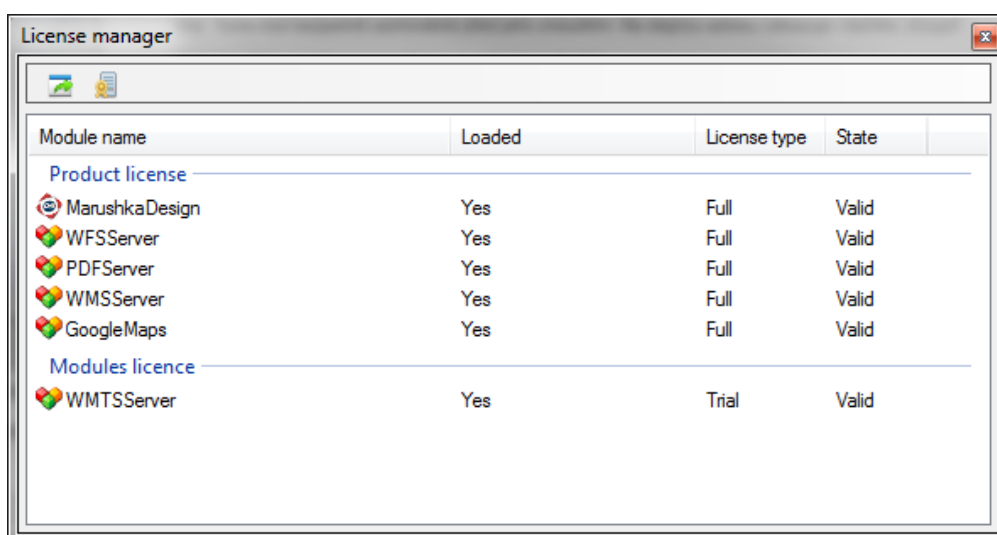 License manager
Module name Loaded License type State
Product license
MarushkaDesign Yes Full Valid
WFSServer Yes Full Valid
PDFServer Yes Full Valid
WMSServer Yes Full Valid
GoogleMaps Yes Full Valid
Modules licence
WMTSServer Yes Trial Valid